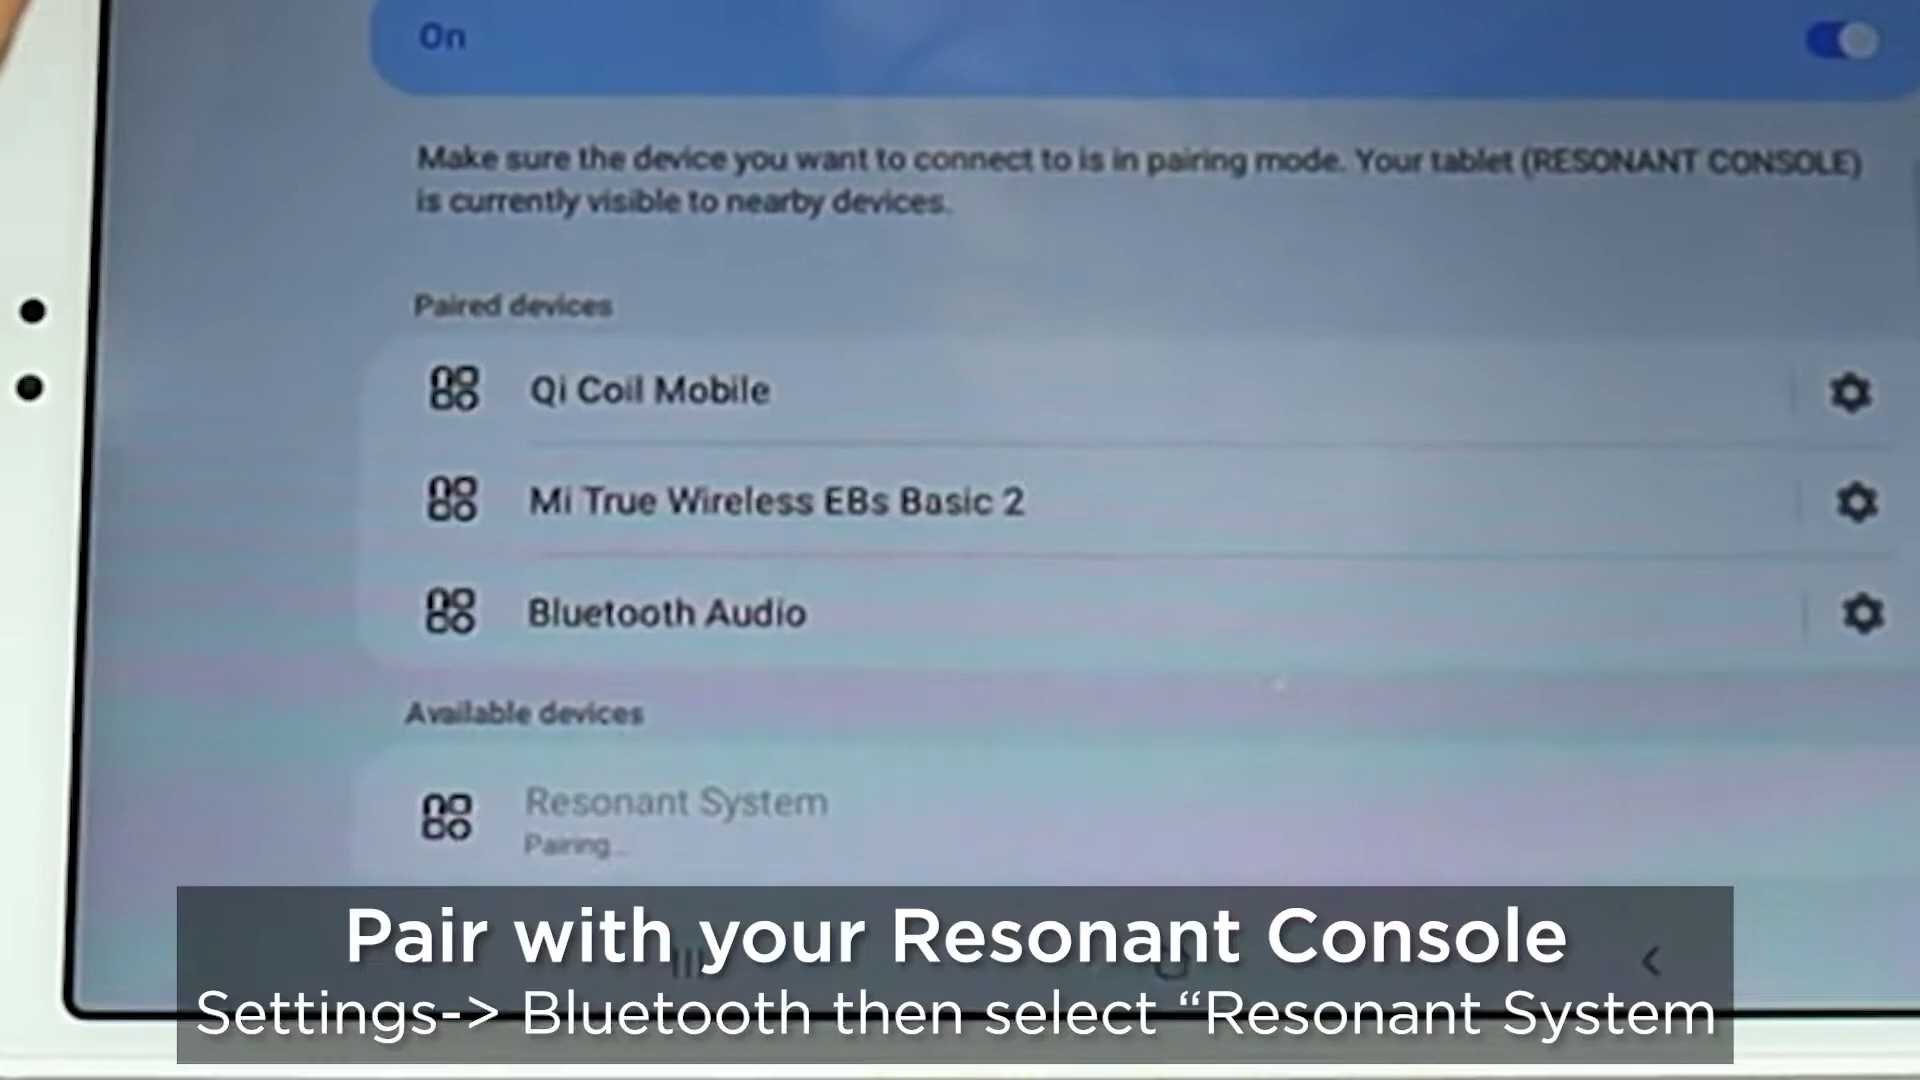 On
Make sure the device you want to connect to is in pairing mode. Your tablet (RESONANT CONSOLE)
is currently visible to nearby devices.
Paired devices
Qi Coil Mobile
Mi True Wireless EBs Basic 2
Bluetooth Audio
Available devices
Resonant System
Pairing...
Pair with your Resonant Console
Settings-> Bluetooth then select “Resonant System